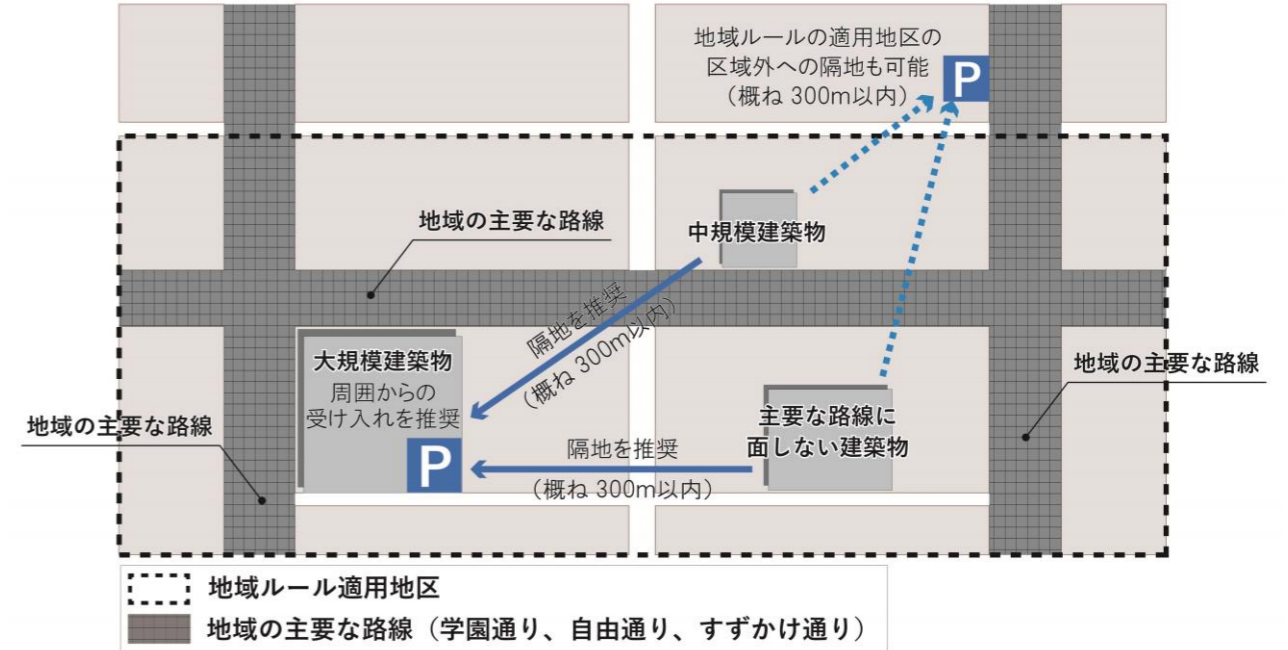 地域ルールの適用地区の
区域外への隔地も可能
(概ね 300m以内)
P
地域の主要な路線
中規模建築物
隔地を推奨
(概ね 300m以内)
大規模建築物
周囲からの
受け入れを推奨
P
地域の主要な路線
地域の主要な路線
主要な路線に
面しない建築物
隔地を推奨
(概ね 300m以内)
地域ルール適用地区
地域の主要な路線(学園通り、自由通り、すずかけ通り)